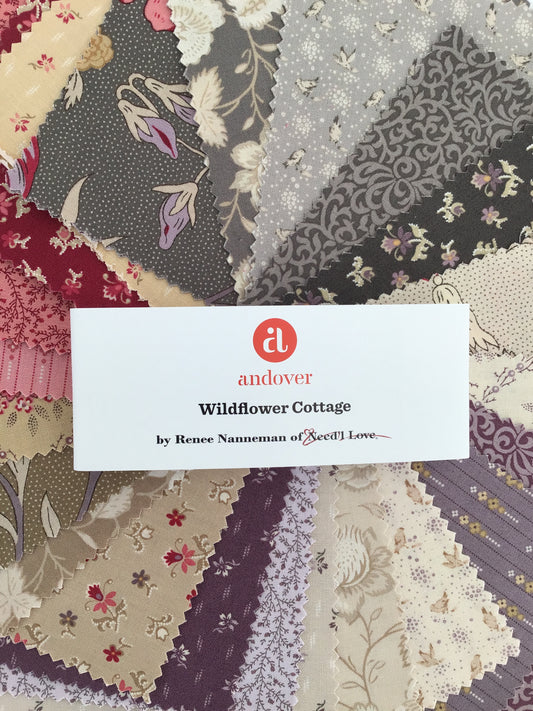 a
andover
Wildflower Cottage
by Renee Nanneman of Need'l Love